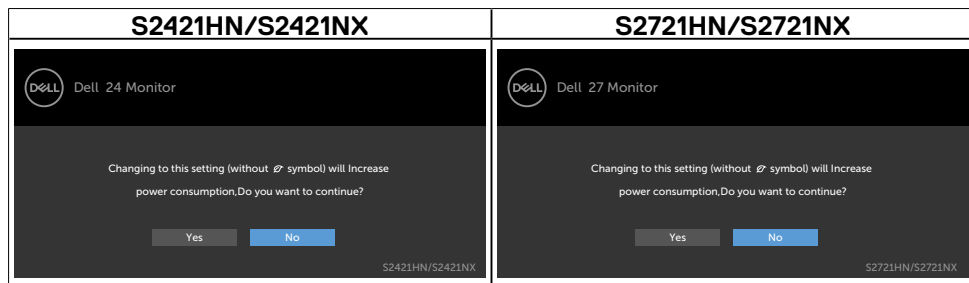 S2421HN/S2421NX
S2721HN/S2721NX
DELL Dell 24 Monitor
Changing to this setting (without symbol) will Increase
power consumption,Do you want to continue?
Yes No
S2421HN/S2421NX
DELL Dell 27 Monitor
Changing to this setting (without symbol) will Increase
power consumption,Do you want to continue?
Yes No
S2721HN/S2721NX